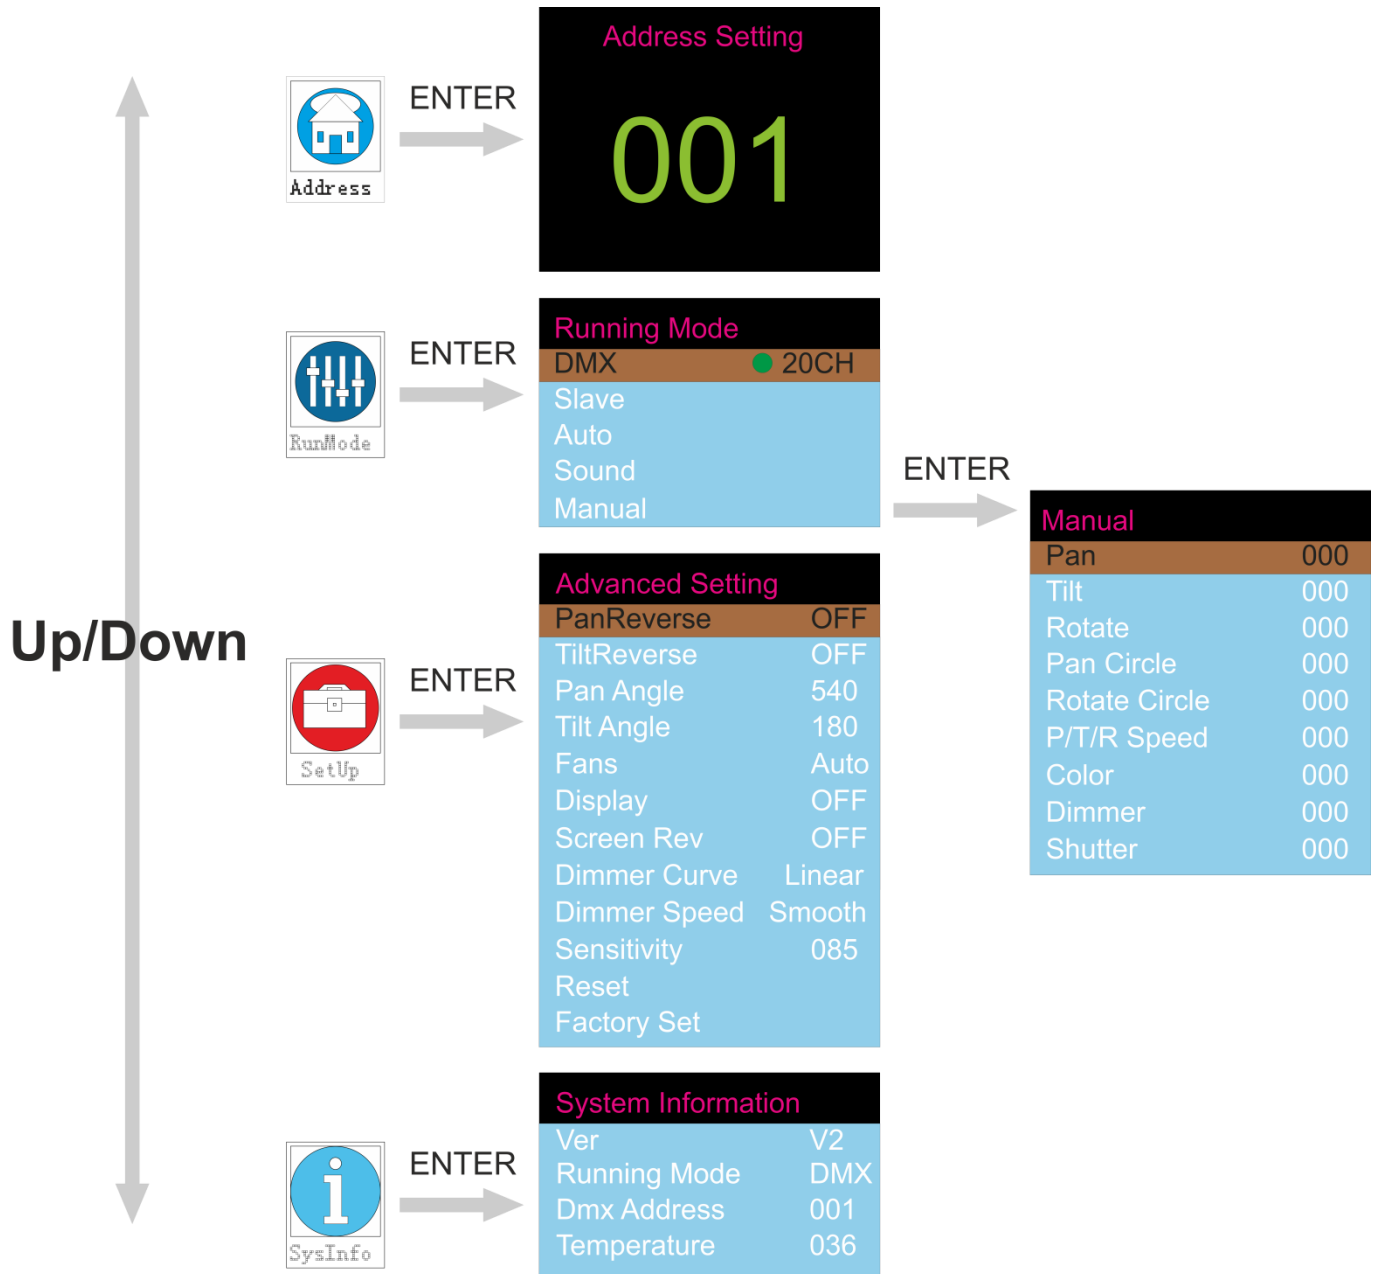 Address Setting
001
ENTER
Address
Running Mode
DMX 20CH
Slave
Auto
Sound
Manual
ENTER
RunMode
ENTER
Manual
Pan 000
Tilt 000
Rotate 000
Pan Circle 000
Rotate Circle 000
P/T/R Speed 000
Color 000
Dimmer 000
Shutter 000
Up/Down
Advanced Setting
PanReverse OFF
TiltReverse OFF
Pan Angle 540
Tilt Angle 180
Fans Auto
Display OFF
Screen Rev OFF
Dimmer Curve Linear
Dimmer Speed Smooth
Sensitivity 085
Reset
Factory Set
ENTER
SetUp
System Information
Ver V2
Running Mode DMX
Dmx Address 001
Temperature 036
ENTER
SysInfo